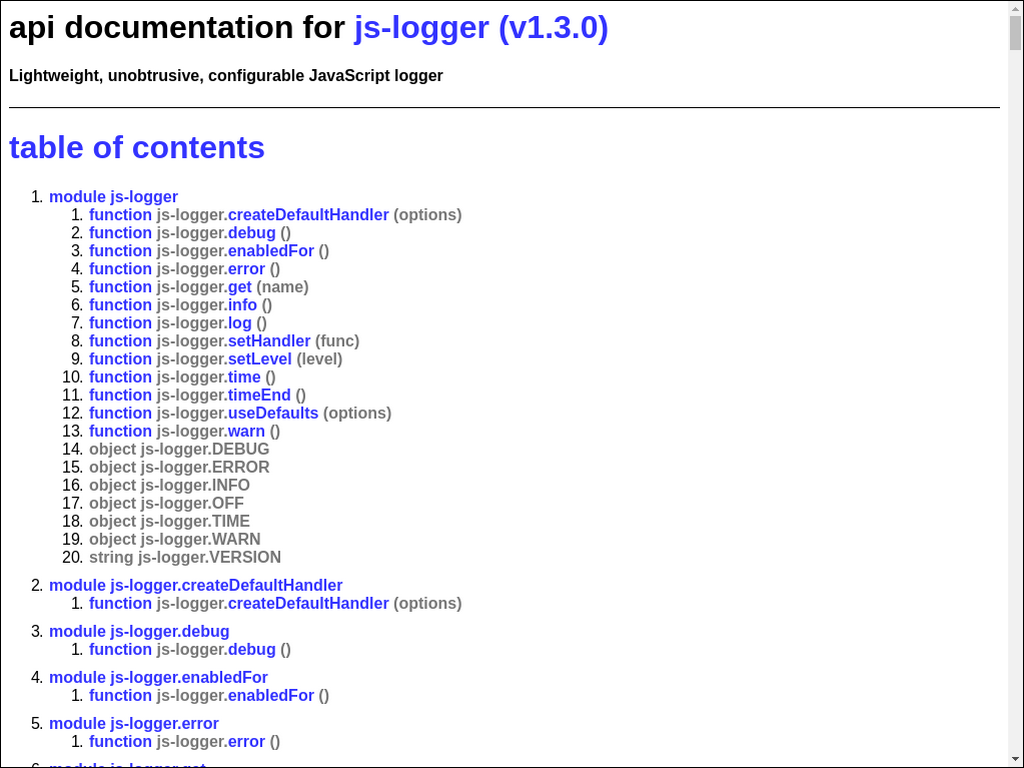 api documentation for js-logger (v1.3.0)
Lightweight, unobtrusive, configurable JavaScript logger
table of contents
1. module js-logger
1. function js-logger.createDefaultHandler (options)
2. function js-logger.debug ()
3. function js-logger.enabledFor ()
4. function js-logger.error ()
5. function js-logger.get (name)
6. function js-logger.info ()
7. function js-logger.log ()
8. function js-logger.setHandler (func)
9. function js-logger.setLevel (level)
10. function js-logger.time ()
11. function js-logger.timeEnd ()
12. function js-logger.useDefaults (options)
13. function js-logger.warn ()
14. object js-logger.DEBUG
15. object js-logger.ERROR
16. object js-logger.INFO
17. object js-logger.OFF
18. object js-logger.TIME
19. object js-logger.WARN
20. string js-logger.VERSION
2. module js-logger.createDefaultHandler
1. function js-logger.createDefaultHandler (options)
3. module js-logger.debug
1. function js-logger.debug ()
4. module js-logger.enabledFor
1. function js-logger.enabledFor ()
5. module js-logger.error
1. function js-logger.error ()
6. module js-logger.get